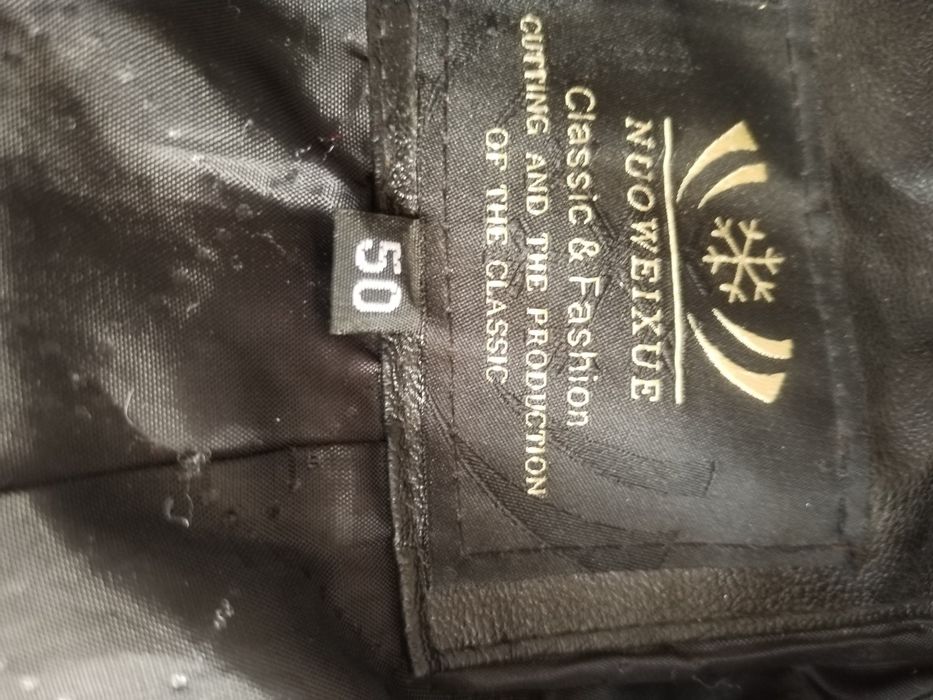 NUOWEIXUE
Classic & Fashion
CUTTING AND THE PRODUCTION
OF THE CLASSIC
50